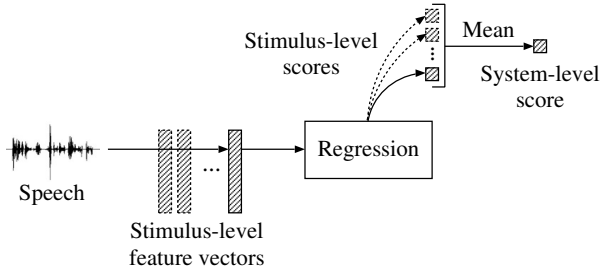 Stimulus-level
scores
Mean
System-level
score
Regression
Speech
...
Stimulus-level
feature vectors